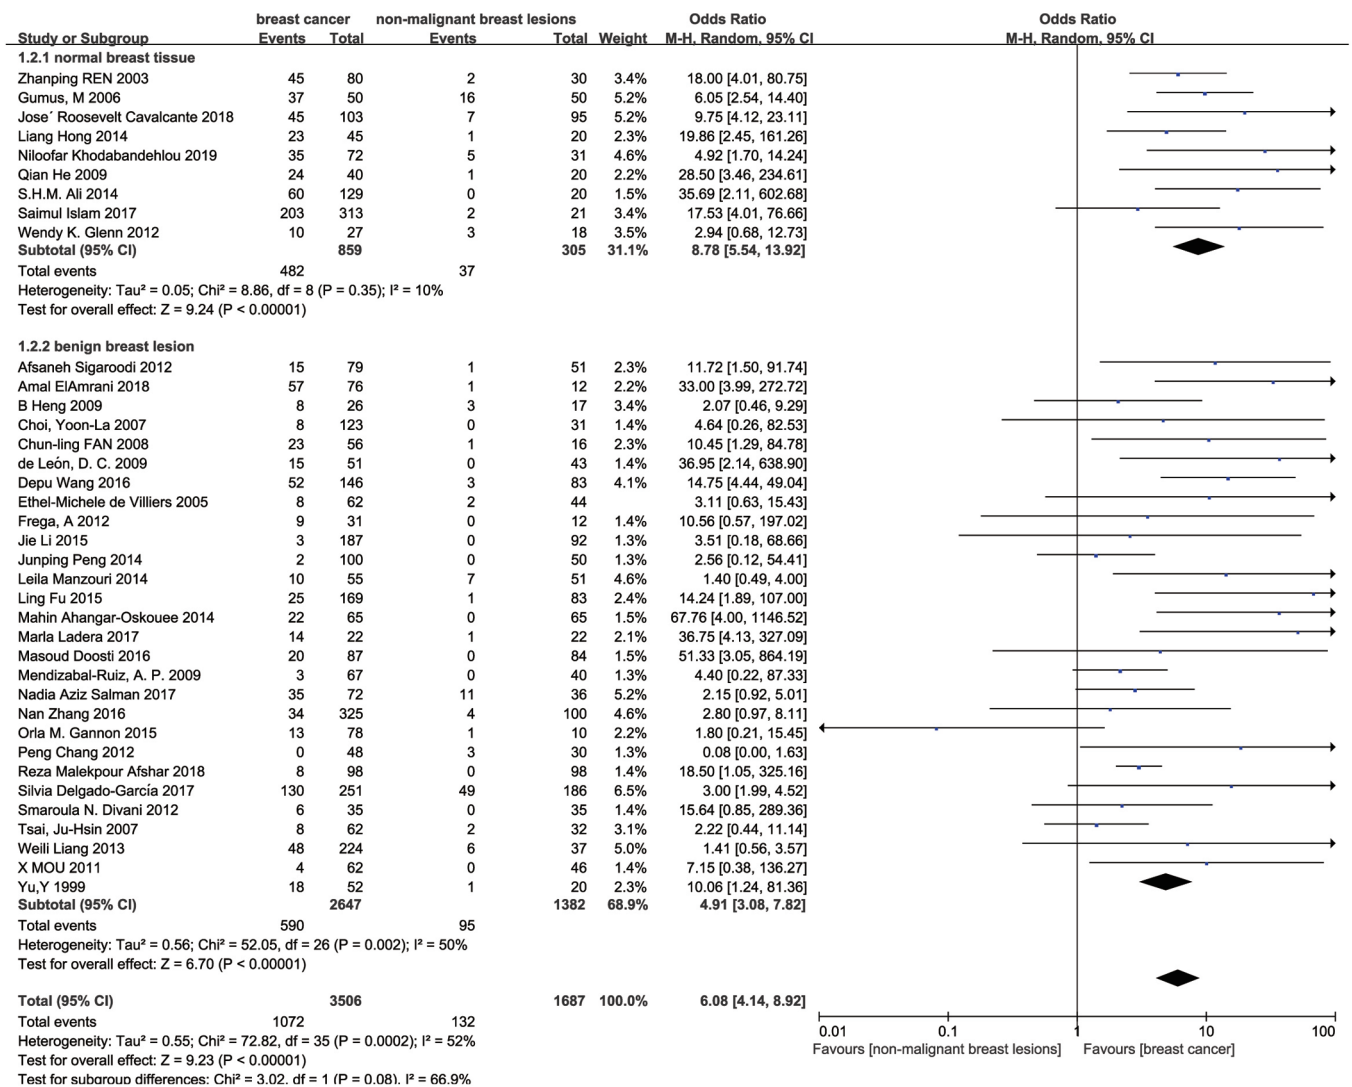 breast cancer non-malignant breast lesions Odds Ratio Odds Ratio
Study or Subgroup Events Total Events Total Weight M-H, Random, 95% CI M-H, Random, 95% CI
1.2.1 normal breast tissue
Zhanping REN 2003 45 80 2 30 3.4% 18.00 [4.01, 80.75]
Gumus, M 2006 37 50 16 50 5.2% 6.05 [2.54, 14.40]
Jose´ Roosevelt Cavalcante 2018 45 103 7 95 5.2% 9.75 [4.12, 23.11]
Liang Hong 2014 23 45 1 20 2.3% 19.86 [2.45, 161.26]
Niloofar Khodabandehlou 2019 35 72 5 31 4.6% 4.92 [1.70, 14.24]
Qian He 2009 24 40 1 20 2.2% 28.50 [3.46, 234.61]
S.H.M. Ali 2014 60 129 0 20 1.5% 35.69 [2.11, 602.68]
Saimul Islam 2017 203 313 2 21 3.4% 17.53 [4.01, 76.66]
Wendy K. Glenn 2012 10 27 3 18 3.5% 2.94 [0.68, 12.73]
Subtotal (95% CI) 859 305 31.1% 8.78 [5.54, 13.92]
Total events 482 37
Heterogeneity: Tau² = 0.05; Chi² = 8.86, df = 8 (P = 0.35); I² = 10%
Test for overall effect: Z = 9.24 (P < 0.00001)
1.2.2 benign breast lesion
Afsaneh Sigaroodi 2012 15 79 1 51 2.3% 11.72 [1.50, 91.74]
Amal ElAmrani 2018 57 76 1 12 2.2% 33.00 [3.99, 272.72]
B Heng 2009 8 26 3 17 3.4% 2.07 [0.46, 9.29]
Choi, Yoon-La 2007 8 123 0 31 1.4% 4.64 [0.26, 82.53]
Chun-ling FAN 2008 23 56 1 16 2.3% 10.45 [1.29, 84.78]
de León, D. C. 2009 15 51 0 43 1.4% 36.95 [2.14, 638.90]
Depu Wang 2016 52 146 3 83 4.1% 14.75 [4.44, 49.04]
Ethel-Michele de Villiers 2005 8 62 2 44 3.11 [0.63, 15.43]
Frega, A 2012 9 31 0 12 1.4% 10.56 [0.57, 197.02]
Jie Li 2015 3 187 0 92 1.3% 3.51 [0.18, 68.66]
Junping Peng 2014 2 100 0 50 1.3% 2.56 [0.12, 54.41]
Leila Manzouri 2014 10 55 7 51 4.6% 1.40 [0.49, 4.00]
Ling Fu 2015 25 169 1 83 2.4% 14.24 [1.89, 107.00]
Mahin Ahangar-Oskouee 2014 22 65 0 65 1.5% 67.76 [4.00, 1146.52]
Marla Ladera 2017 14 22 1 22 2.1% 36.75 [4.13, 327.09]
Masoud Doosti 2016 20 87 0 84 1.5% 51.33 [3.05, 864.19]
Mendizabal-Ruiz, A. P. 2009 3 67 0 40 1.3% 4.40 [0.22, 87.33]
Nadia Aziz Salman 2017 35 72 11 36 5.2% 2.15 [0.92, 5.01]
Nan Zhang 2016 34 325 4 100 4.6% 2.80 [0.97, 8.11]
Orla M. Gannon 2015 13 78 1 10 2.2% 1.80 [0.21, 15.45]
Peng Chang 2012 0 48 3 30 1.3% 0.08 [0.00, 1.63]
Reza Malekpour Afshar 2018 8 98 0 98 1.4% 18.50 [1.05, 325.16]
Silvia Delgado-García 2017 130 251 49 186 6.5% 3.00 [1.99, 4.52]
Smaroula N. Divani 2012 6 35 0 35 1.4% 15.64 [0.85, 289.36]
Tsai, Ju-Hsin 2007 8 62 2 32 3.1% 2.22 [0.44, 11.14]
Weili Liang 2013 48 224 6 37 5.0% 1.41 [0.56, 3.57]
X MOU 2011 4 62 0 46 1.4% 7.15 [0.38, 136.27]
Yu,Y 1999 18 52 1 20 2.3% 10.06 [1.24, 81.36]
Subtotal (95% CI) 2647 1382 68.9% 4.91 [3.08, 7.82]
Total events 590 95
Heterogeneity: Tau² = 0.56; Chi² = 52.05, df = 26 (P = 0.002); I² = 50%
Test for overall effect: Z = 6.70 (P < 0.00001)
Total (95% CI) 3506 1687 100.0% 6.08 [4.14, 8.92]
Total events 1072 132
Heterogeneity: Tau² = 0.55; Chi² = 72.82, df = 35 (P = 0.0002); I² = 52%
Test for overall effect: Z = 9.23 (P < 0.00001)
Test for subgroup differences: Chi² = 3.02, df = 1 (P = 0.08), I² = 66.9%
0.01 0.1 1 10 100
Favours [non-malignant breast lesions] Favours [breast cancer]